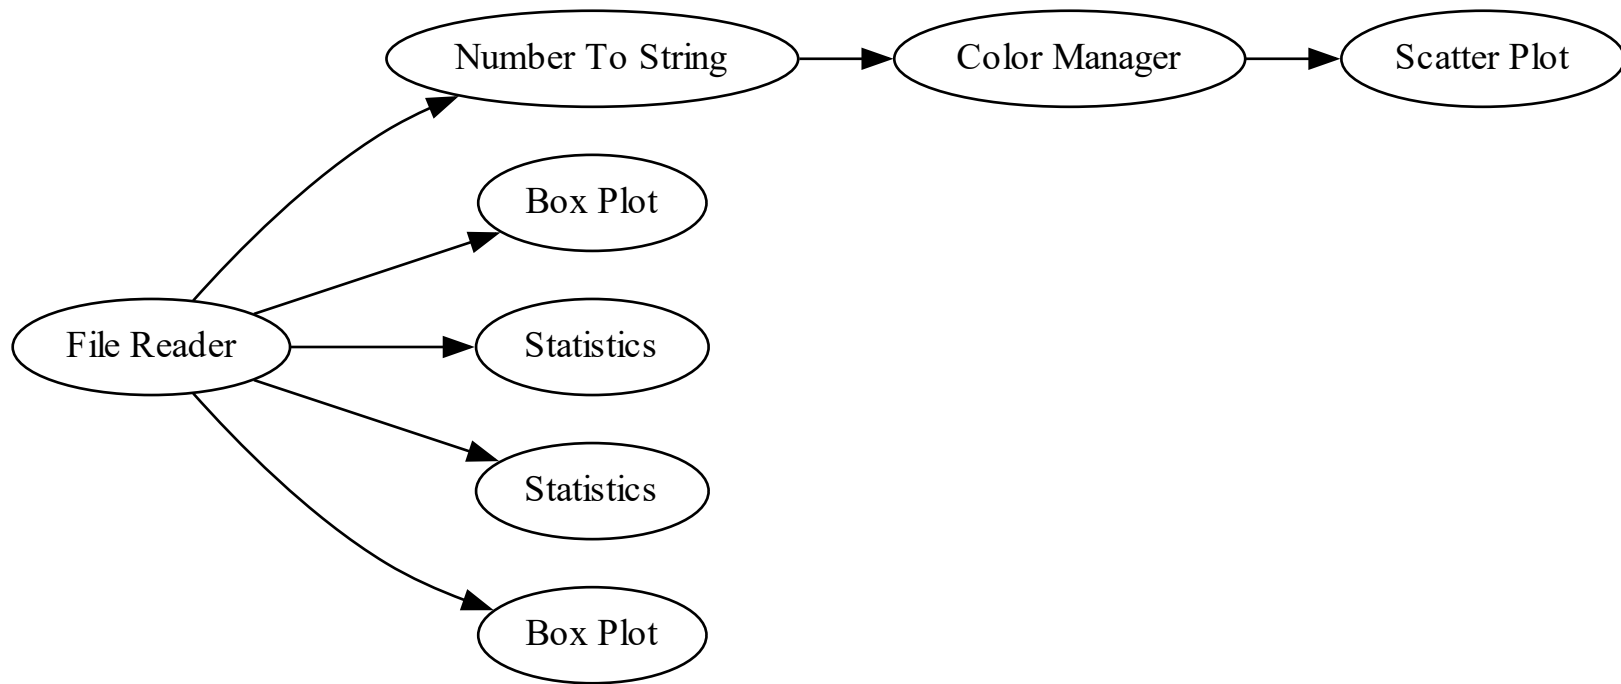 Number To String
Color Manager
Scatter Plot
Box Plot
File Reader
Statistics
Statistics
Box Plot